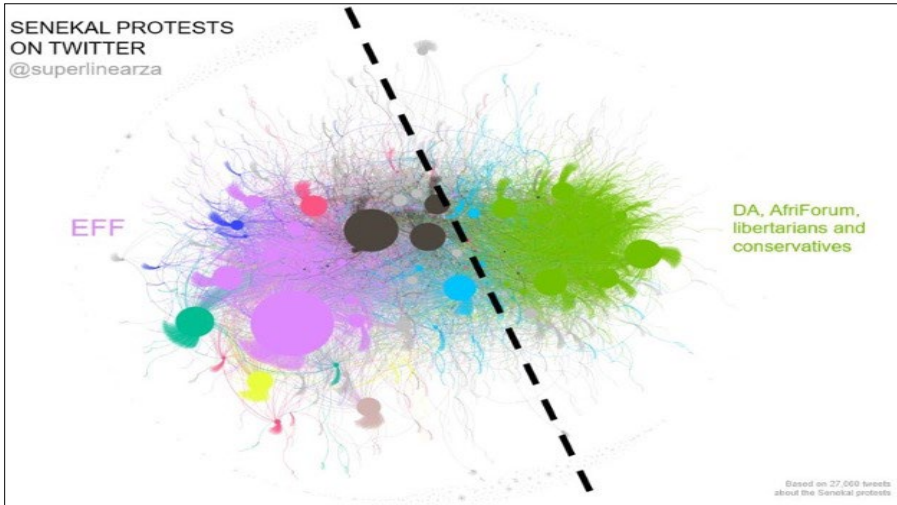 SENEKAL PROTESTS
ON TWITTER
@superlinearza
EFF
DA, AfriForum,
libertarians and
conservatives
Based on 27,000 tweets
about the Senekal protests